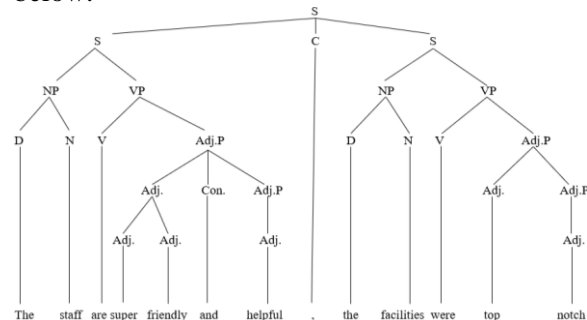 S
S C S
NP VP NP VP
D N V Adj.P D N V Adj.P
Adj. Con. Adj.P Adj. Adj.P
Adj. Adj. Adj. Adj.
The staff are super friendly and helpful , the facilities were top notch